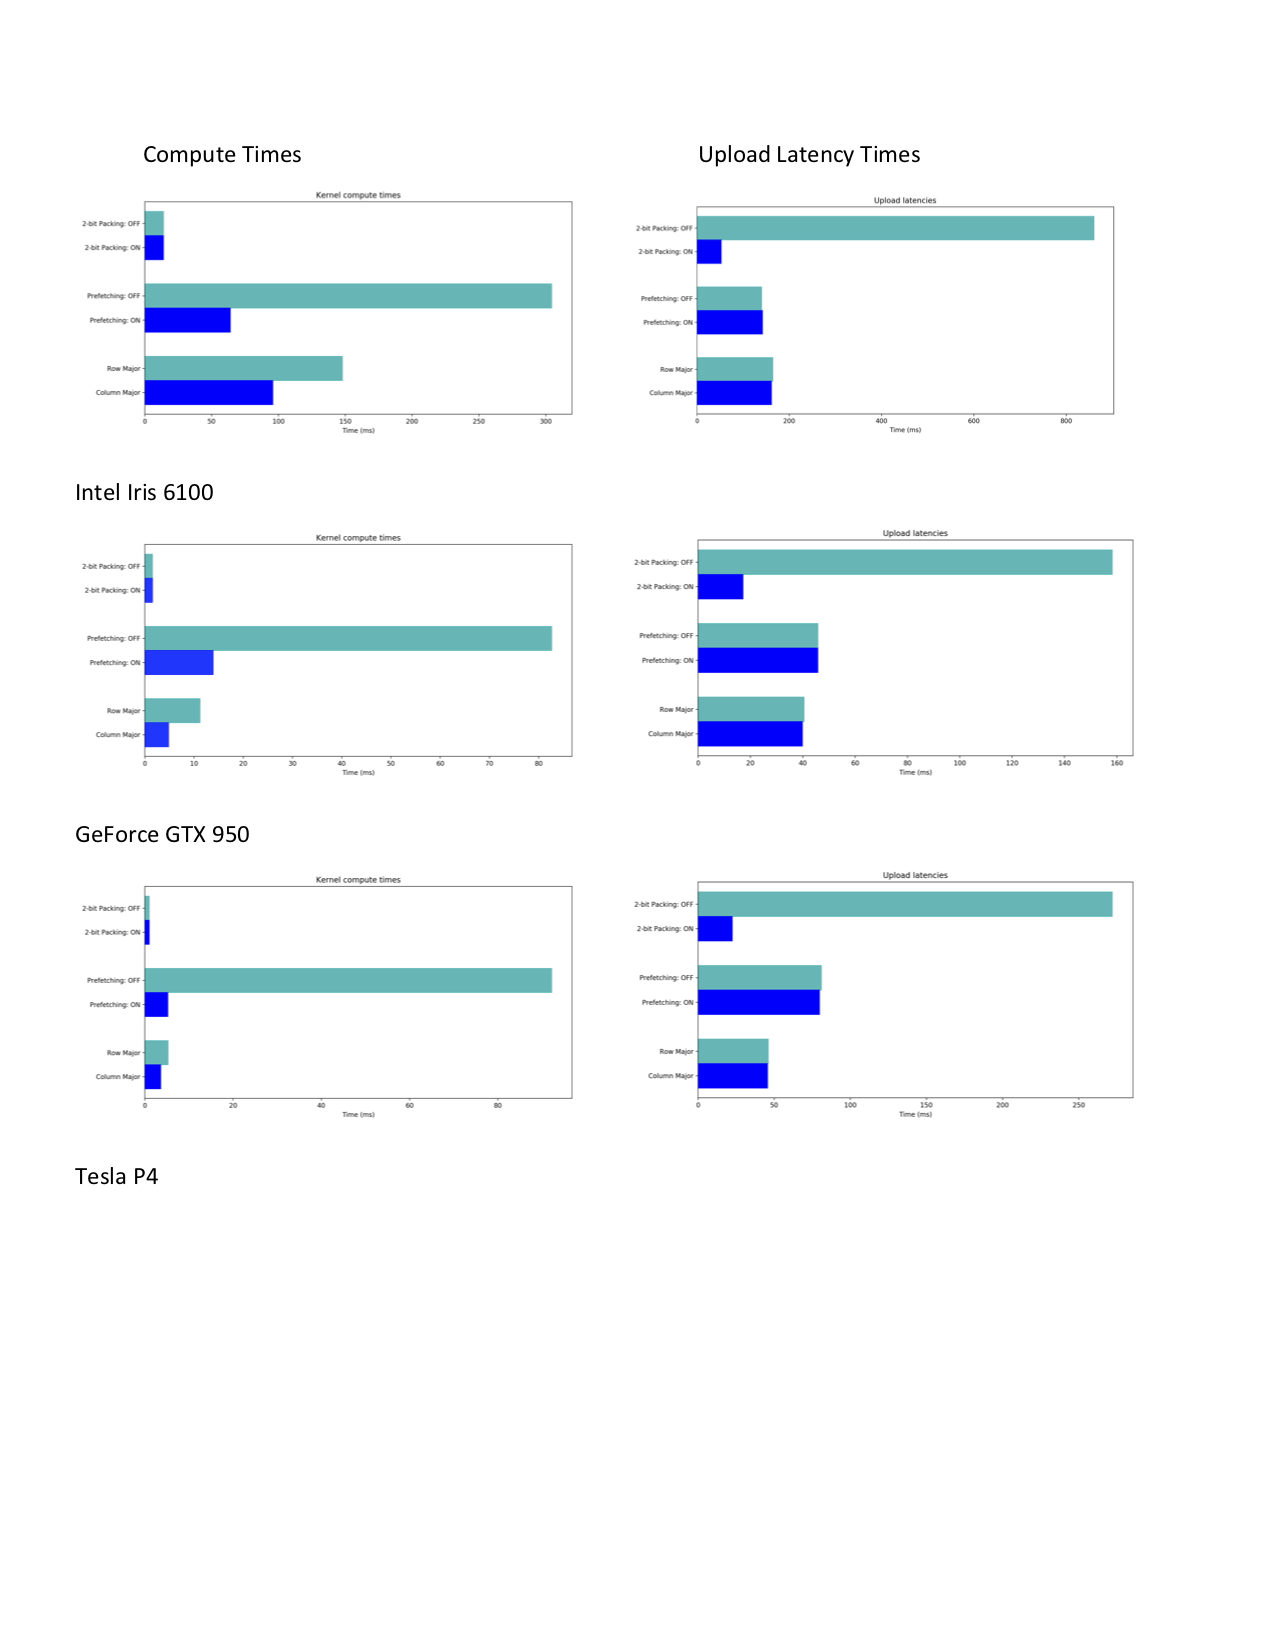 Compute Times
Upload Latency Times
Kernel compute times
2-bit Packing: OFF
2-bit Packing: ON
Prefetching: OFF
Prefetching: ON
Row Major
Column Major
0 50 100 150 200 250 300
Time (ms)
Upload latencies
2-bit Packing: OFF
2-bit Packing: ON
Prefetching: OFF
Prefetching: ON
Row Major
Column Major
0 200 400 600 800
Time (ms)
Intel Iris 6100
Kernel compute times
2-bit Packing: OFF
2-bit Packing: ON
Prefetching: OFF
Prefetching: ON
Row Major
Column Major
0 10 20 30 40 50 60 70 80
Time (ms)
Upload latencies
2-bit Packing: OFF
2-bit Packing: ON
Prefetching: OFF
Prefetching: ON
Row Major
Column Major
0 20 40 60 80 100 120 140 160
Time (ms)
GeForce GTX 950
Kernel compute times
2-bit Packing: OFF
2-bit Packing: ON
Prefetching: OFF
Prefetching: ON
Row Major
Column Major
0 20 40 60 80
Time (ms)
Upload latencies
2-bit Packing: OFF
2-bit Packing: ON
Prefetching: OFF
Prefetching: ON
Row Major
Column Major
0 50 100 150 200 250
Time (ms)
Tesla P4